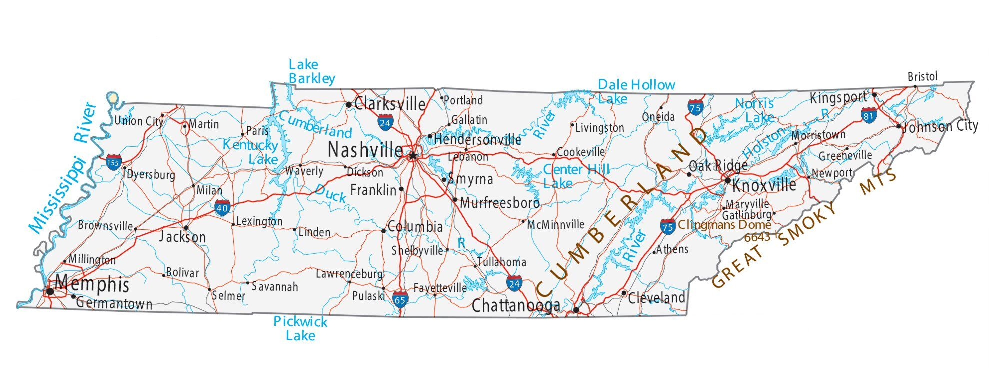 Lake
Barkley
Bristol
Dale Hollow
Lake
Kingsport
Norris
Lake
R
75
81
Johnson City
Mississippi River
Union City
Martin
Paris
Clarksville
Portland
24
Gallatin
River
Livingston
Oneida
Cumberland
Kentucky
Lake
Nashville
Hendersonville
Lebanon
Cookeville
Holston
Morristown
Greeneville
155
Dyersburg
Waverly
Dickson
Smyrna
Center Hill
Lake
Oak Ridge
Knoxville
Newport
Milan
Duck
Franklin
Murfreesboro
CUMBERLAND
Maryville
Gatlinburg
40
Brownsville
Jackson
Lexington
Linden
Columbia
McMinnville
75
Clingmans Dome
6643+
GREAT SMOKY MTS
Shelbyville
R
River
Athens
Millington
Bolivar
Lawrenceburg
Tullahoma
Memphis
Germantown
Selmer
Savannah
Pulaski
65
Fayetteville
24
Chattanooga
Cleveland
Pickwick
Lake